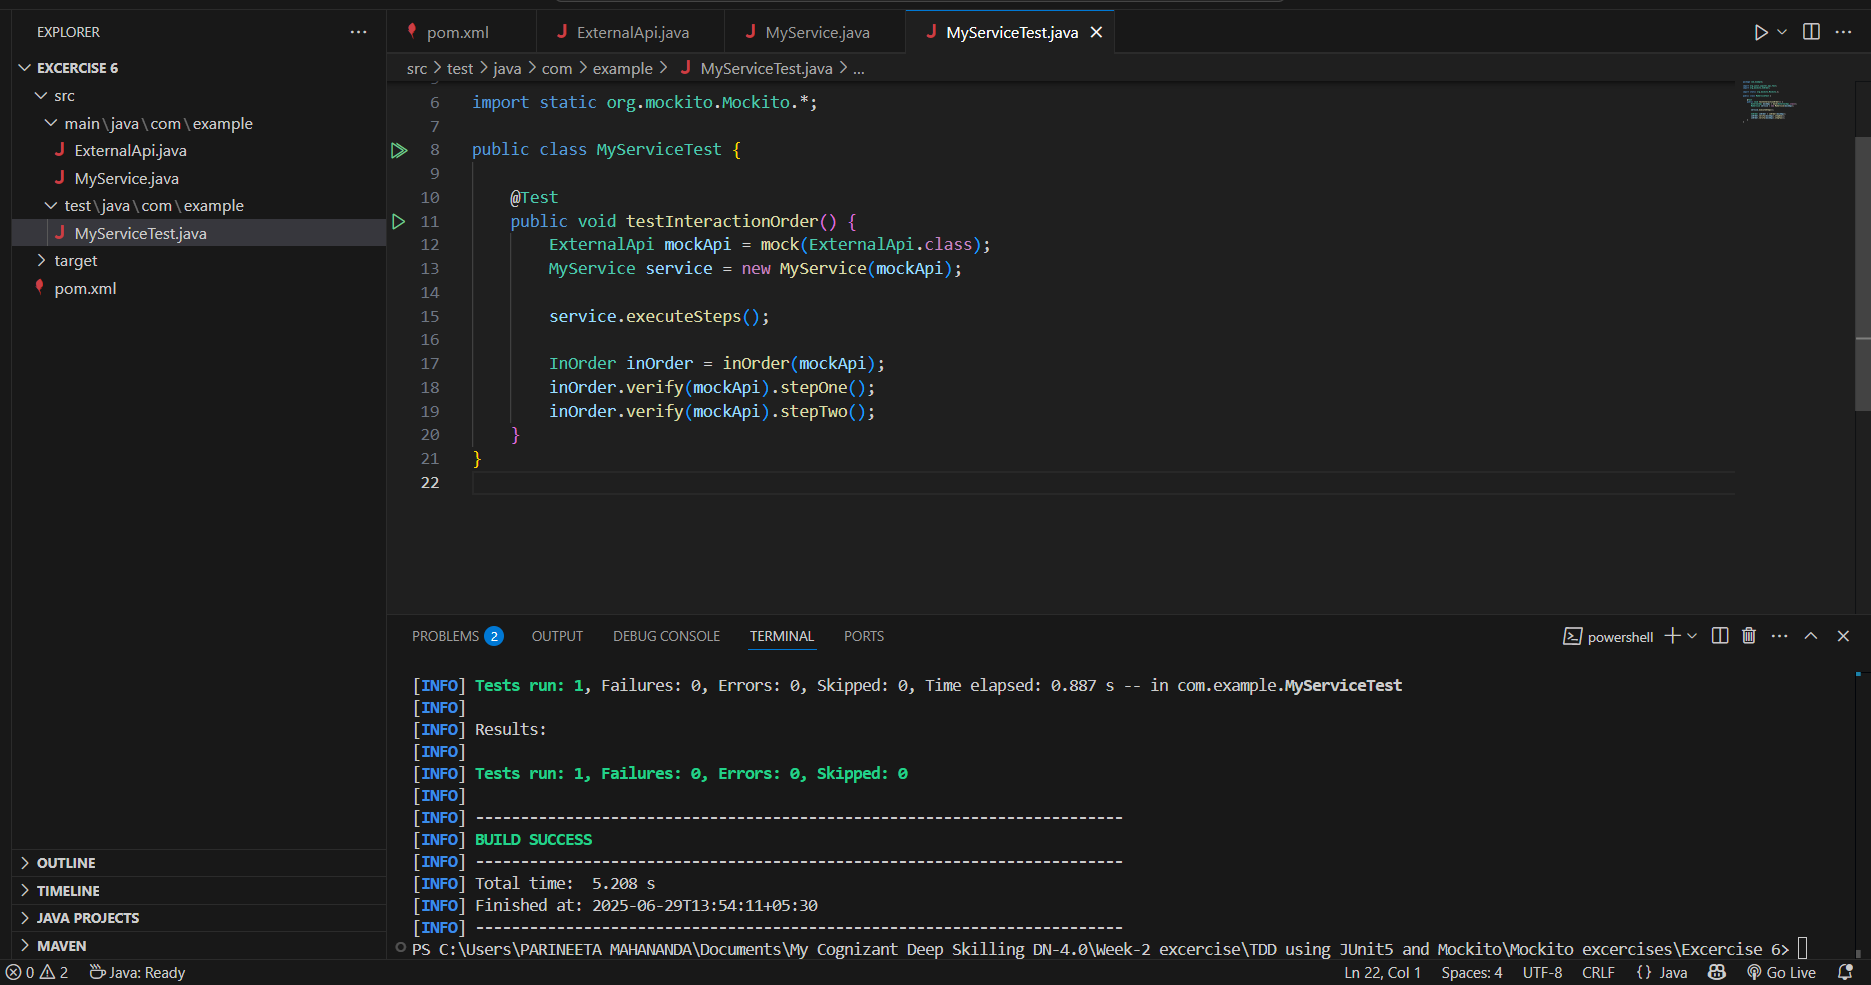 EXPLORER
···
EXCERCISE 6
src
main\java\com\example
J ExternalApi.java
J MyService.java
test\java\com\example
J MyServiceTest.java
target
pom.xml
OUTLINE
TIMELINE
JAVA PROJECTS
MAVEN
pom.xml
J ExternalApi.java
J MyService.java
J MyServiceTest.java
src > test > java > com > example > J MyServiceTest.java > ...
6 import static org.mockito.Mockito.*;
7
8 public class MyServiceTest {
9
10 @Test
11 public void testInteractionOrder() {
12 ExternalApi mockApi = mock(ExternalApi.class);
13 MyService service = new MyService(mockApi);
14
15 service.executeSteps();
16
17 InOrder inOrder = inOrder(mockApi);
18 inOrder.verify(mockApi).stepOne();
19 inOrder.verify(mockApi).stepTwo();
20 }
21 }
22
PROBLEMS 2 OUTPUT DEBUG CONSOLE TERMINAL PORTS
powershell
[INFO] Tests run: 1, Failures: 0, Errors: 0, Skipped: 0, Time elapsed: 0.887 s -- in com.example.MyServiceTest
[INFO]
[INFO] Results:
[INFO]
[INFO] Tests run: 1, Failures: 0, Errors: 0, Skipped: 0
[INFO]
[INFO] ------------------------------------------------------------------------
[INFO] BUILD SUCCESS
[INFO] ------------------------------------------------------------------------
[INFO] Total time:  5.208 s
[INFO] Finished at: 2025-06-29T13:54:11+05:30
[INFO] ------------------------------------------------------------------------
PS C:\Users\PARINEETA MAHANANDA\Documents\My Cognizant Deep Skilling DN-4.0\Week-2 excercise\TDD using JUnit5 and Mockito\Mockito excercises\Excercise 6>
0 2 Java: Ready
Ln 22, Col 1 Spaces: 4 UTF-8 CRLF {} Java Go Live